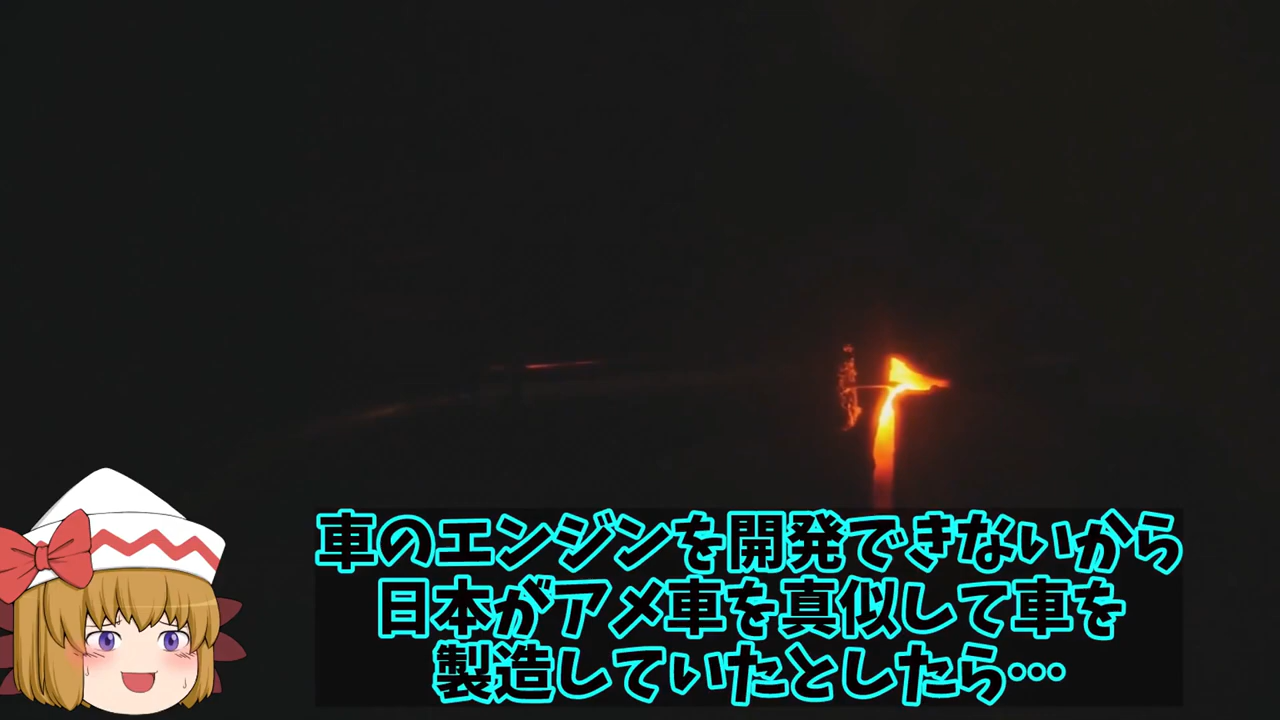 車のエンジンを開発できないから
日本がアメ車を真似して車を
製造していたとしたら…